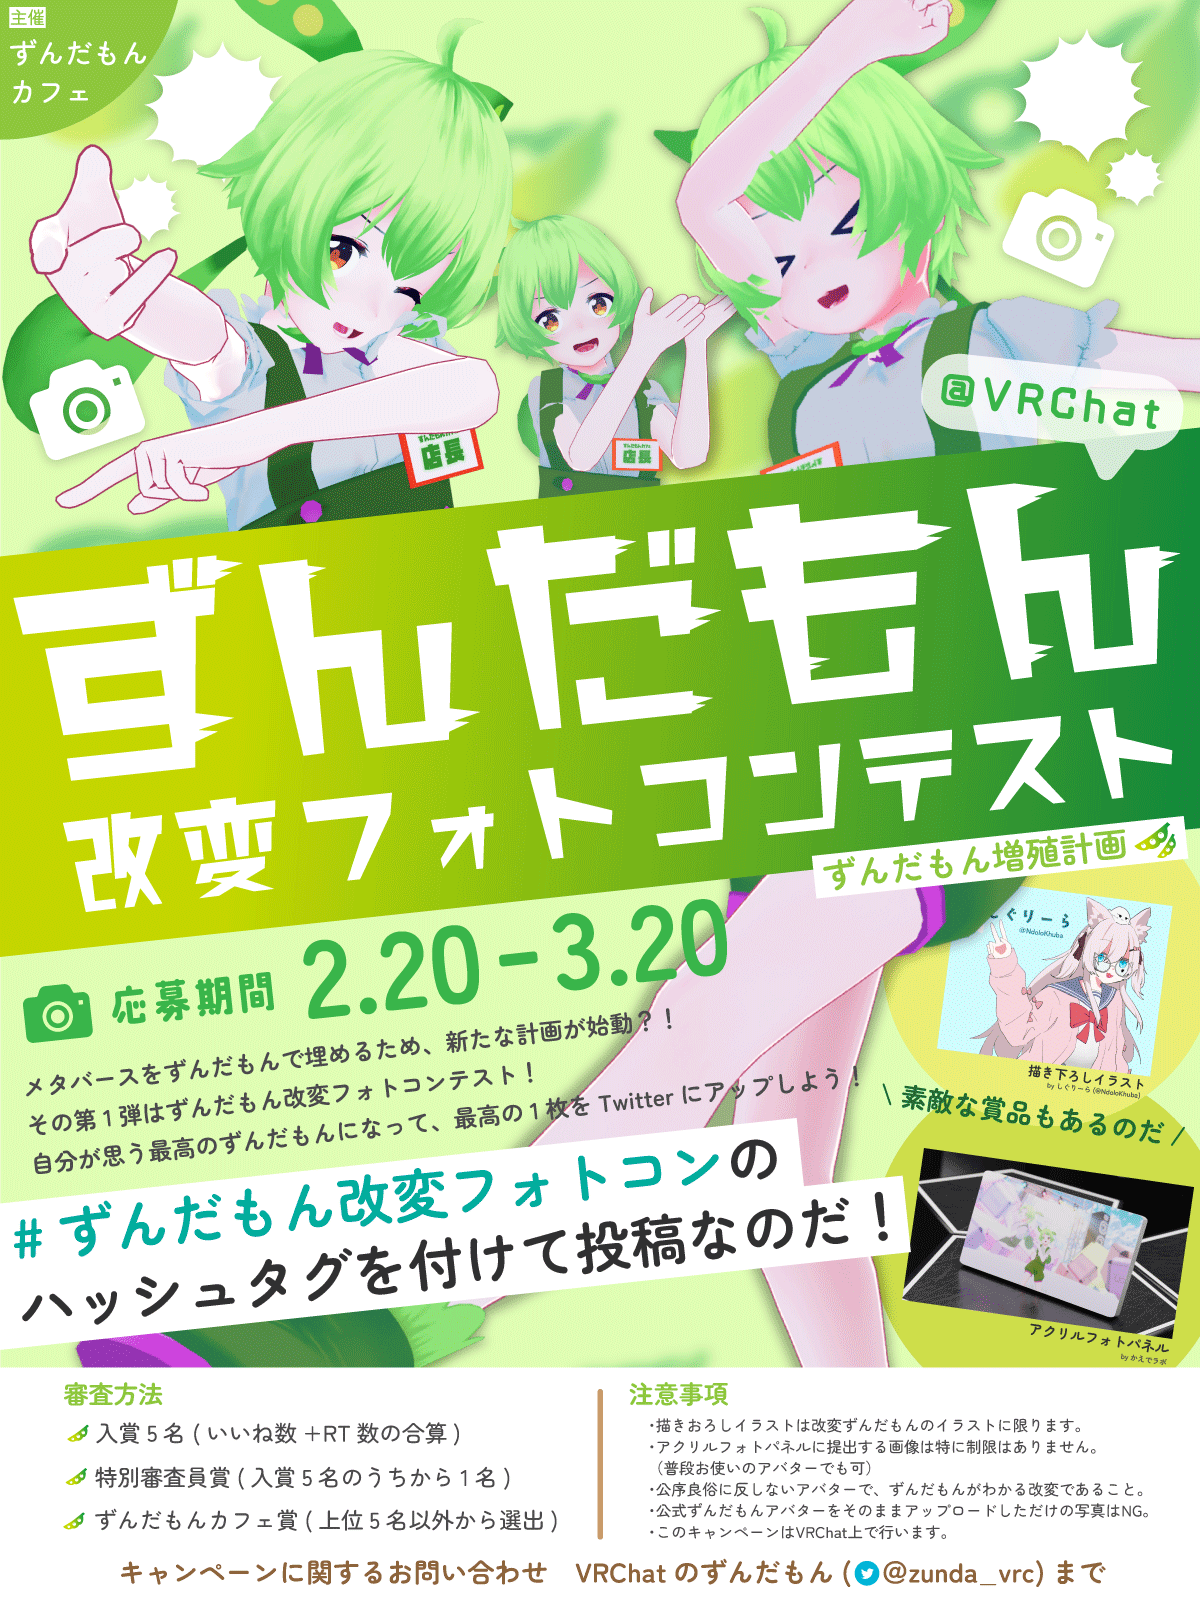 主催
ずんだもん
カフェ
店長
ずんだもんカフェ
店長
@VRChat
ずんだもん
改変フォトコンテスト
ずんだもん増殖計画
応募期間 2.20-3.20
メタバースをずんだもんで埋めるため、新たな計画が始動？！
その第1弾はずんだもん改変フォトコンテスト！
自分が思う最高のずんだもんになって、最高の1枚を Twitter にアップしよう！
#ずんだもん改変フォトコンの
ハッシュタグを付けて投稿なのだ！
しぐりーら
@NdoloKhuba
描き下ろしイラスト
by しぐりーら (@NdoloKhuba)
\ 素敵な賞品もあるのだ /
アクリルフォトパネル
by かえでラボ
審査方法
入賞5名(いいね数+RT数の合算)
特別審査員賞(入賞5名のうちから1名)
ずんだもんカフェ賞(上位5名以外から選出)
注意事項
・描きおろしイラストは改変ずんだもんのイラストに限ります。
・アクリルフォトパネルに提出する画像は特に制限はありません。
（普段お使いのアバターでも可）
・公序良俗に反しないアバターで、ずんだもんがわかる改変であること。
・公式ずんだもんアバターをそのままアップロードしただけの写真はNG。
・このキャンペーンはVRChat上で行います。
キャンペーンに関するお問い合わせ VRChat のずんだもん (@zunda_vrc) まで